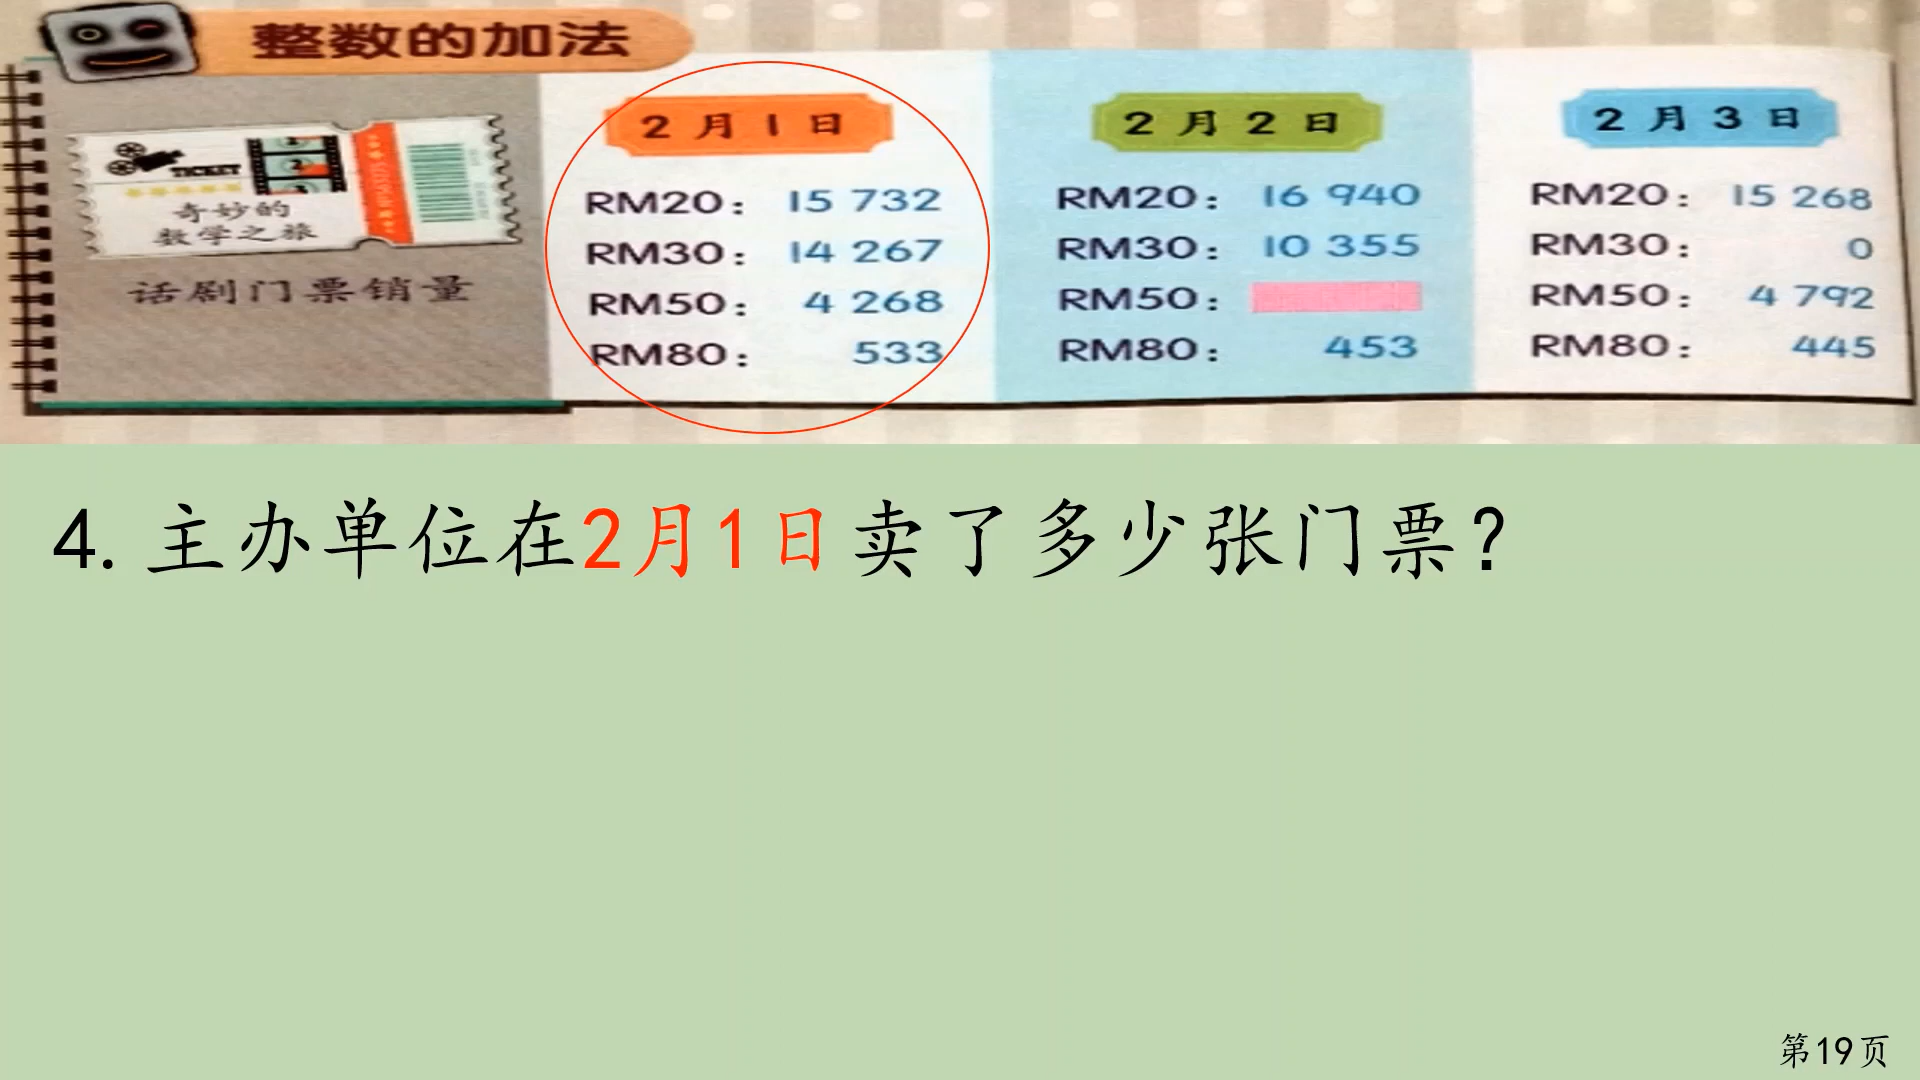 整数的加法
TICKET
奇妙的
数学之旅
话剧门票销量
2月1日
RM20: 15 732
RM30: 14 267
RM50: 4 268
RM80: 533
2月2日
RM20: 16 940
RM30: 10 355
RM50:
RM80: 453
2月3日
RM20: 15 268
RM30: 0
RM50: 4 792
RM80: 445
4. 主办单位在2月1日卖了多少张门票?
第19页